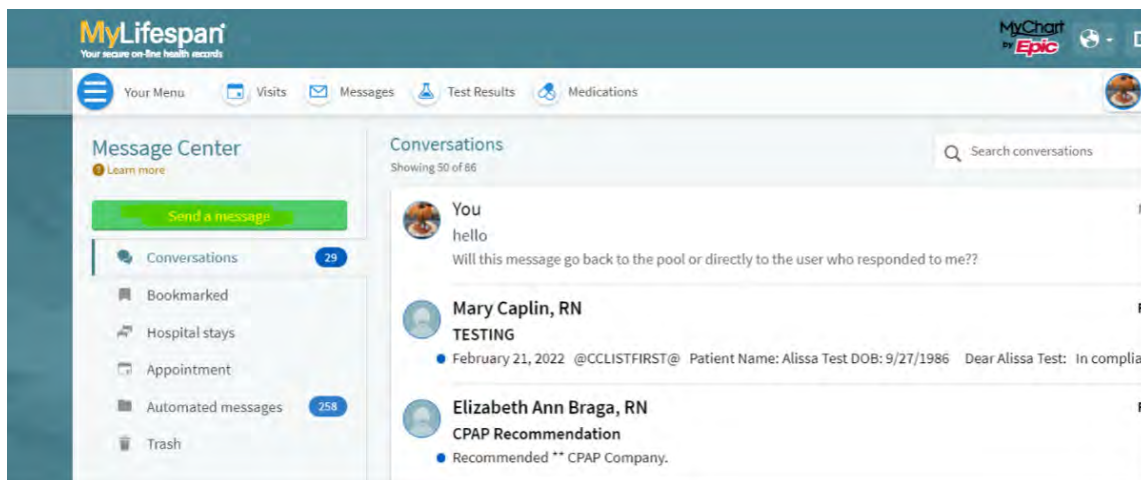 MyLifespan
Your secure on-line health records
MyChart
by Epic
Your Menu Visits Messages Test Results Medications
Message Center
Learn more
Send a message
Conversations 29
Bookmarked
Hospital stays
Appointment
Automated messages 258
Trash
Conversations
Showing 50 of 86
Search conversations
You
hello
Will this message go back to the pool or directly to the user who responded to me??
Mary Caplin, RN
TESTING
February 21, 2022 @CCLISTFIRST@ Patient Name: Alissa Test DOB: 9/27/1986 Dear Alissa Test: In complia
Elizabeth Ann Braga, RN
CPAP Recommendation
Recommended ** CPAP Company.